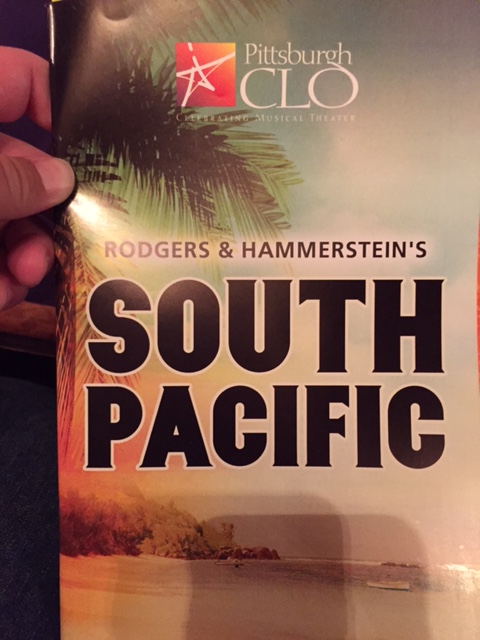 Pittsburgh
CLO
CELEBRATING MUSICAL THEATER
RODGERS & HAMMERSTEIN'S
SOUTH
PACIFIC